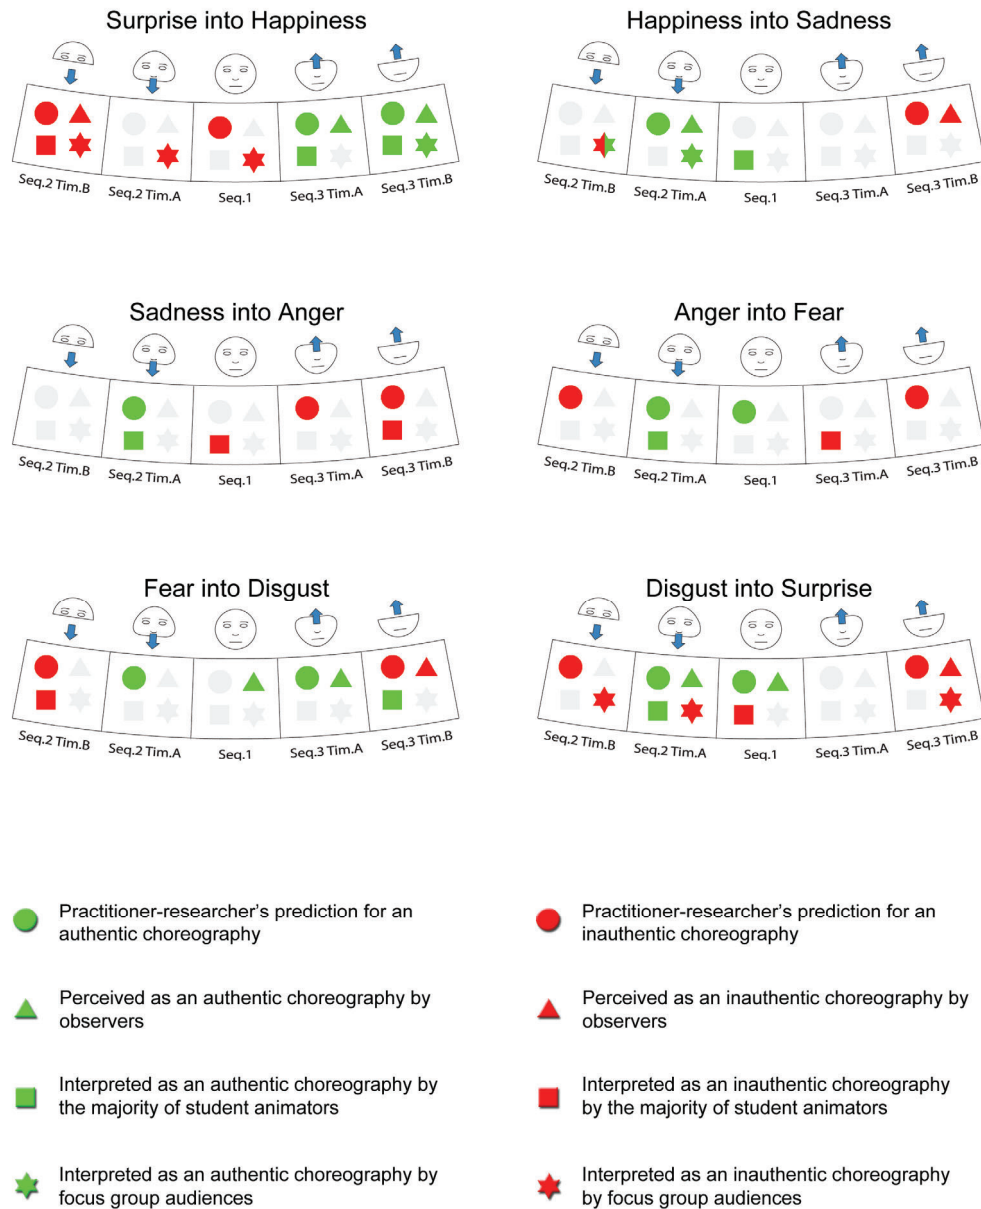 Surprise into Happiness
Seq.2 Tim.B
Seq.2 Tim.A
Seq.1
Seq.3 Tim.A
Seq.3 Tim.B
Happiness into Sadness
Seq.2 Tim.B
Seq.2 Tim.A
Seq.1
Seq.3 Tim.A
Seq.3 Tim.B
Sadness into Anger
Seq.2 Tim.B
Seq.2 Tim.A
Seq.1
Seq.3 Tim.A
Seq.3 Tim.B
Anger into Fear
Seq.2 Tim.B
Seq.2 Tim.A
Seq.1
Seq.3 Tim.A
Seq.3 Tim.B
Fear into Disgust
Seq.2 Tim.B
Seq.2 Tim.A
Seq.1
Seq.3 Tim.A
Seq.3 Tim.B
Disgust into Surprise
Seq.2 Tim.B
Seq.2 Tim.A
Seq.1
Seq.3 Tim.A
Seq.3 Tim.B
Practitioner-researcher's prediction for an
authentic choreography
Practitioner-researcher's prediction for an
inauthentic choreography
Perceived as an authentic choreography by
observers
Perceived as an inauthentic choreography by
observers
Interpreted as an authentic choreography by
the majority of student animators
Interpreted as an inauthentic choreography
by the majority of student animators
Interpreted as an authentic choreography by
focus group audiences
Interpreted as an inauthentic choreography
by focus group audiences